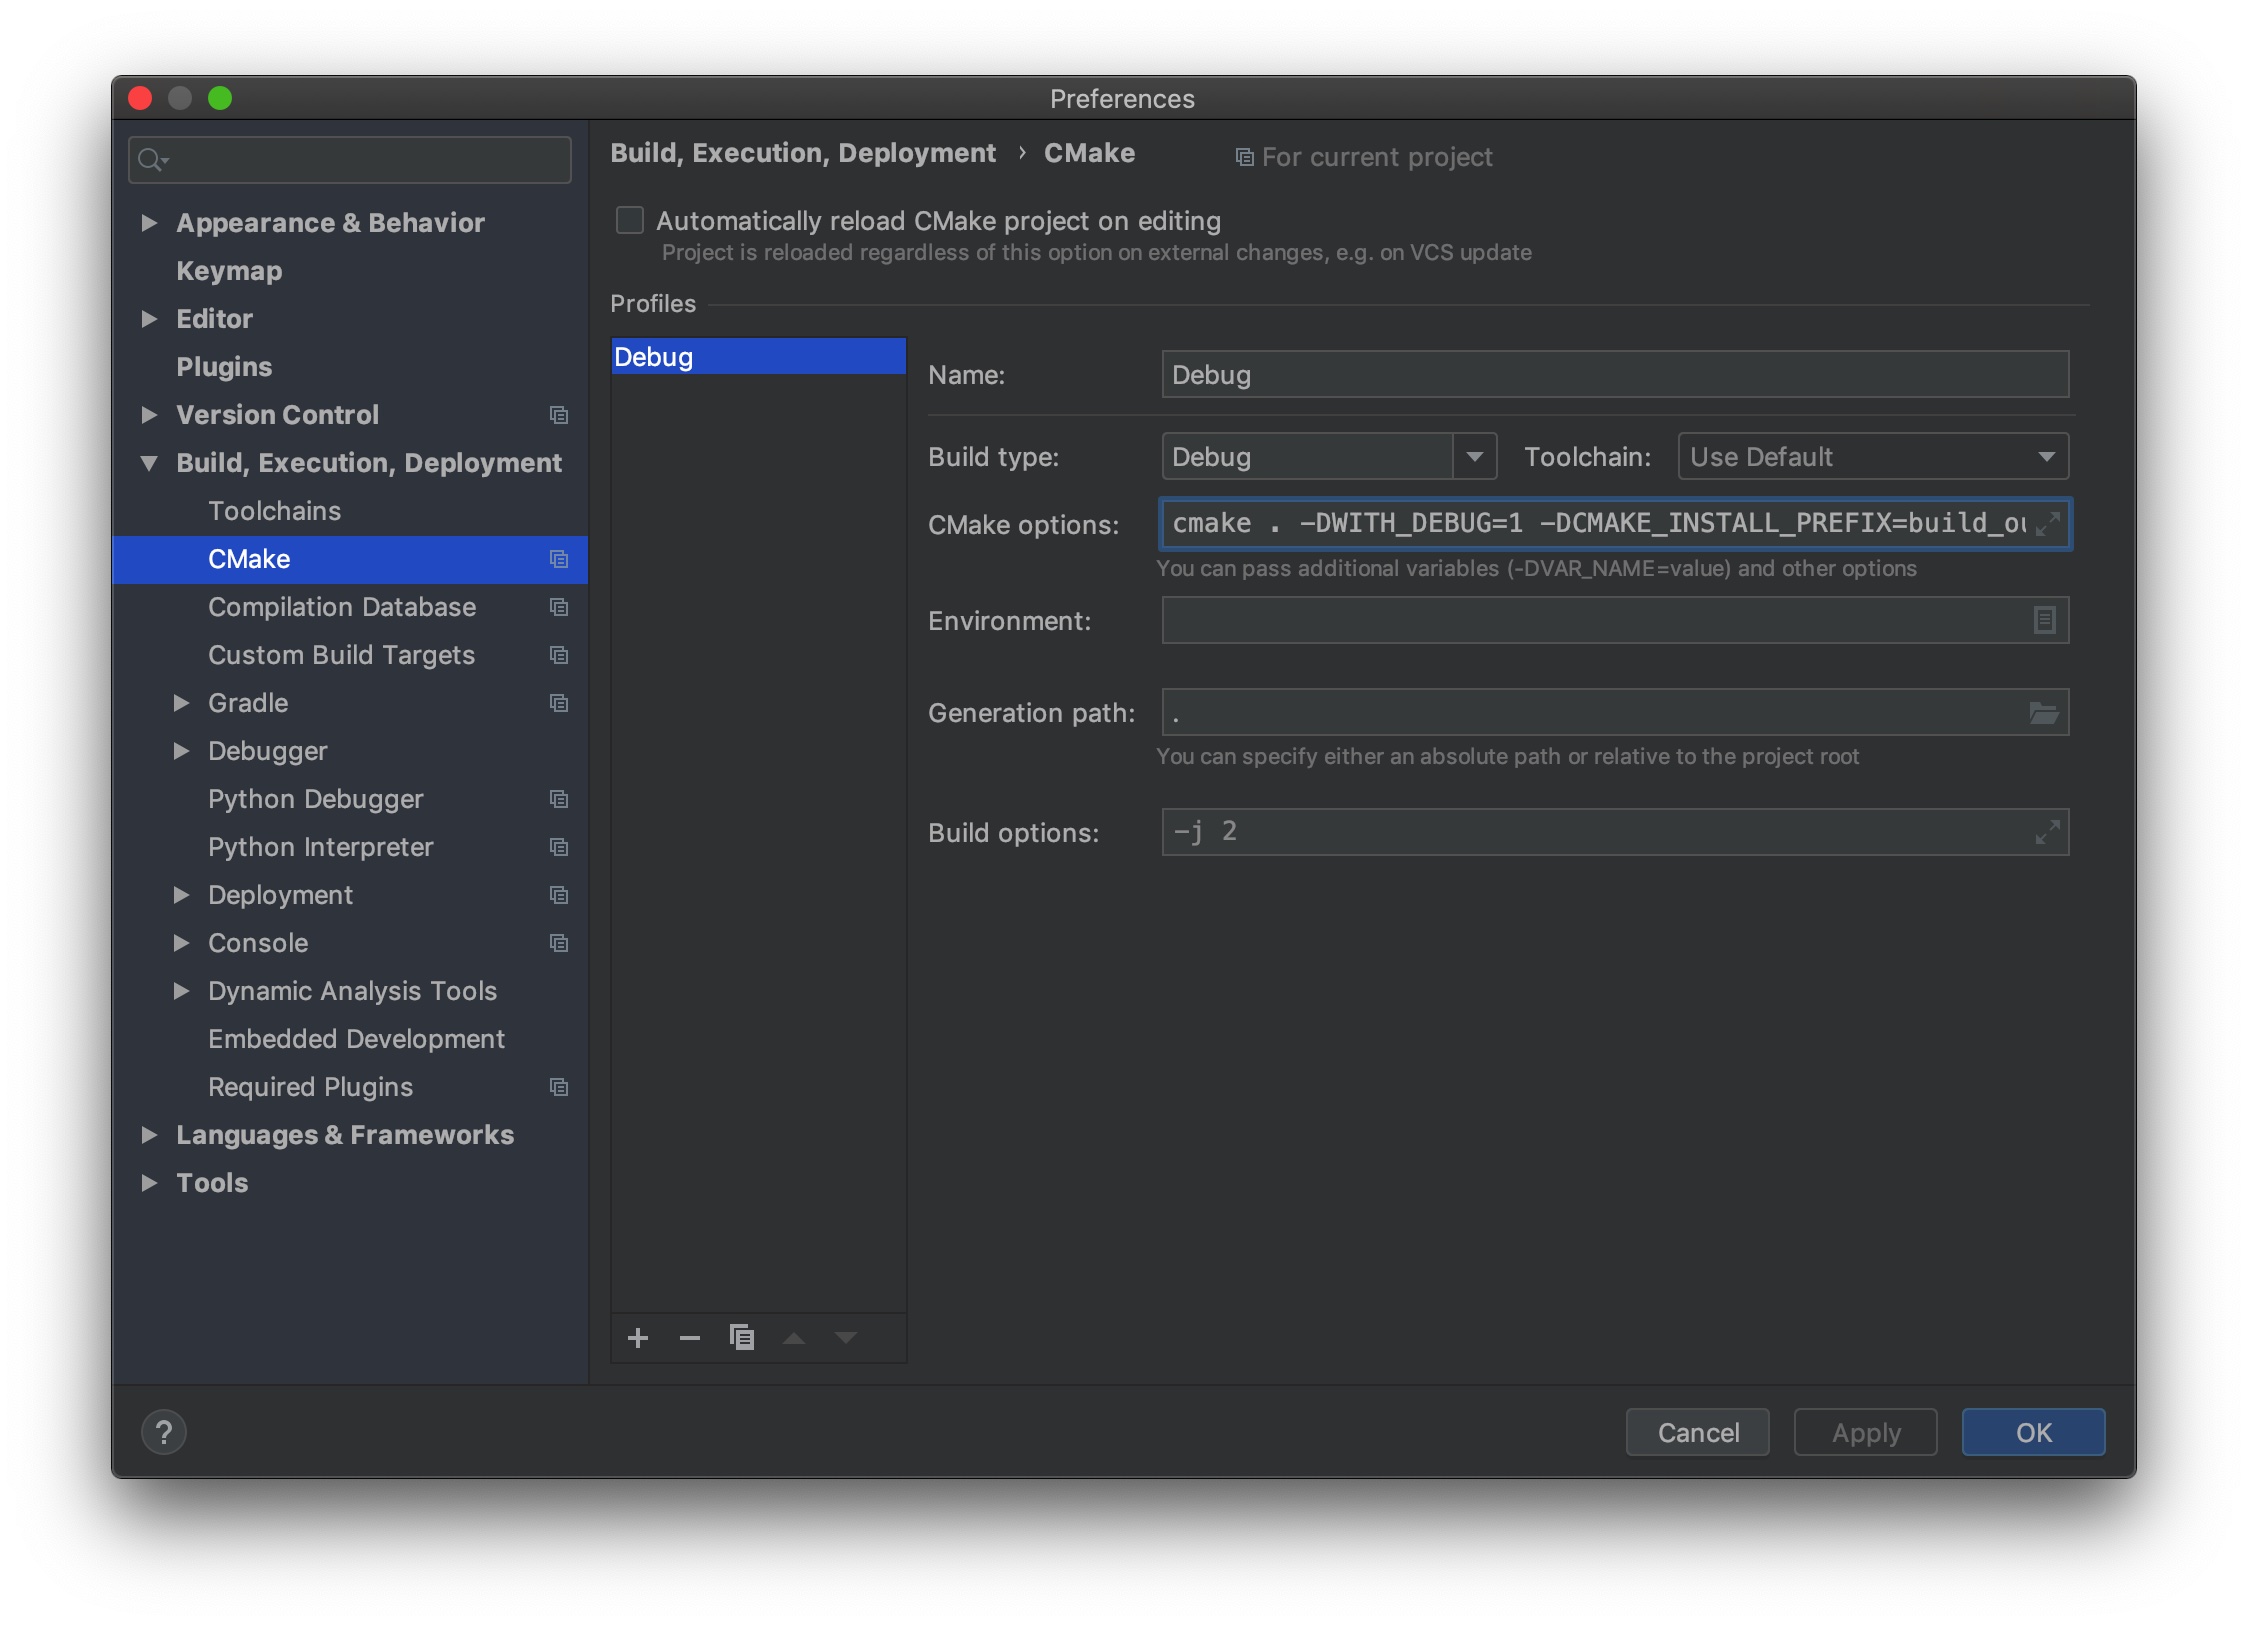 Preferences
Appearance & Behavior
Keymap
Editor
Plugins
Version Control
Build, Execution, Deployment
Toolchains
CMake
Compilation Database
Custom Build Targets
Gradle
Debugger
Python Debugger
Python Interpreter
Deployment
Console
Dynamic Analysis Tools
Embedded Development
Required Plugins
Languages & Frameworks
Tools
Build, Execution, Deployment › CMake For current project
Automatically reload CMake project on editing
Project is reloaded regardless of this option on external changes, e.g. on VCS update
Profiles
Debug
Name: Debug
Build type: Debug Toolchain: Use Default
CMake options: cmake . -DWITH_DEBUG=1 -DCMAKE_INSTALL_PREFIX=build_ou
You can pass additional variables (-DVAR_NAME=value) and other options
Environment:
Generation path: .
You can specify either an absolute path or relative to the project root
Build options: -j 2
? Cancel Apply OK